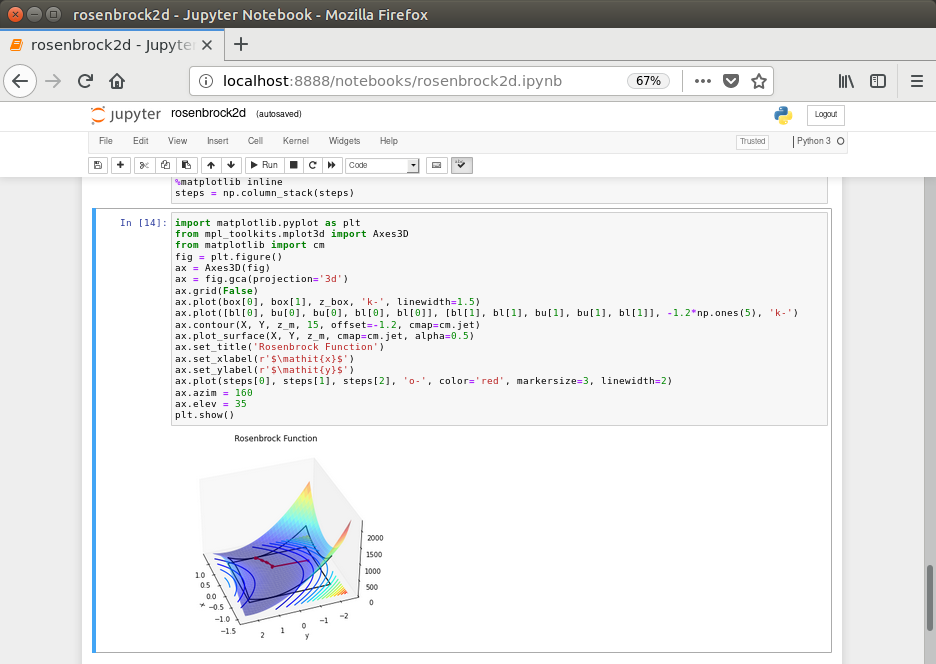 rosenbrock2d - Jupyter Notebook - Mozilla Firefox
rosenbrock2d - Jupyte
localhost:8888/notebooks/rosenbrock2d.ipynb 67%
jupyter rosenbrock2d (autosaved) Logout
File Edit View Insert Cell Kernel Widgets Help Trusted Python 3
Run Code
%matplotlib inline
steps = np.column_stack(steps)
In [14]: import matplotlib.pyplot as plt
from mpl_toolkits.mplot3d import Axes3D
from matplotlib import cm
fig = plt.figure()
ax = Axes3D(fig)
ax = fig.gca(projection='3d')
ax.grid(False)
ax.plot(box[0], box[1], z_box, 'k-', linewidth=1.5)
ax.plot([bl[0], bu[0], bu[0], bl[0], bl[0]], [bl[1], bl[1], bu[1], bu[1], bl[1]], -1.2*np.ones(5), 'k-')
ax.contour(X, Y, z_m, 15, offset=-1.2, cmap=cm.jet)
ax.plot_surface(X, Y, z_m, cmap=cm.jet, alpha=0.5)
ax.set_title('Rosenbrock Function')
ax.set_xlabel(r'$\mathit{x}$')
ax.set_ylabel(r'$\mathit{y}$')
ax.plot(steps[0], steps[1], steps[2], 'o-', color='red', markersize=3, linewidth=2)
ax.azim = 160
ax.elev = 35
plt.show()
Rosenbrock Function
2000
1500
1000
500
0
1.0
0.5
0.0
−0.5
−1.0
−1.5
x
2 1 0 −1 −2
y